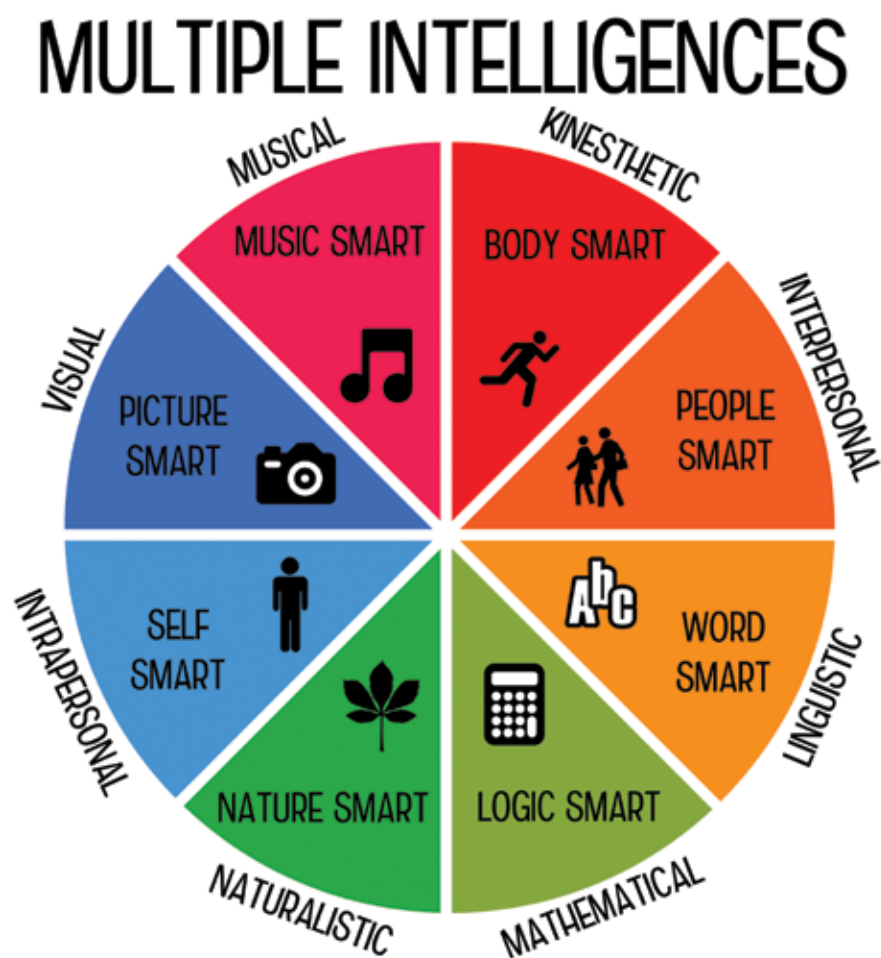 MULTIPLE INTELLIGENCES
MUSICAL
KINESTHETIC
MUSIC SMART
BODY SMART
VISUAL
INTERPERSONAL
PICTURE
SMART
PEOPLE
SMART
INTRAPERSONAL
SELF
SMART
AbC
WORD
SMART
LINGUISTIC
NATURE SMART
LOGIC SMART
NATURALISTIC
MATHEMATICAL